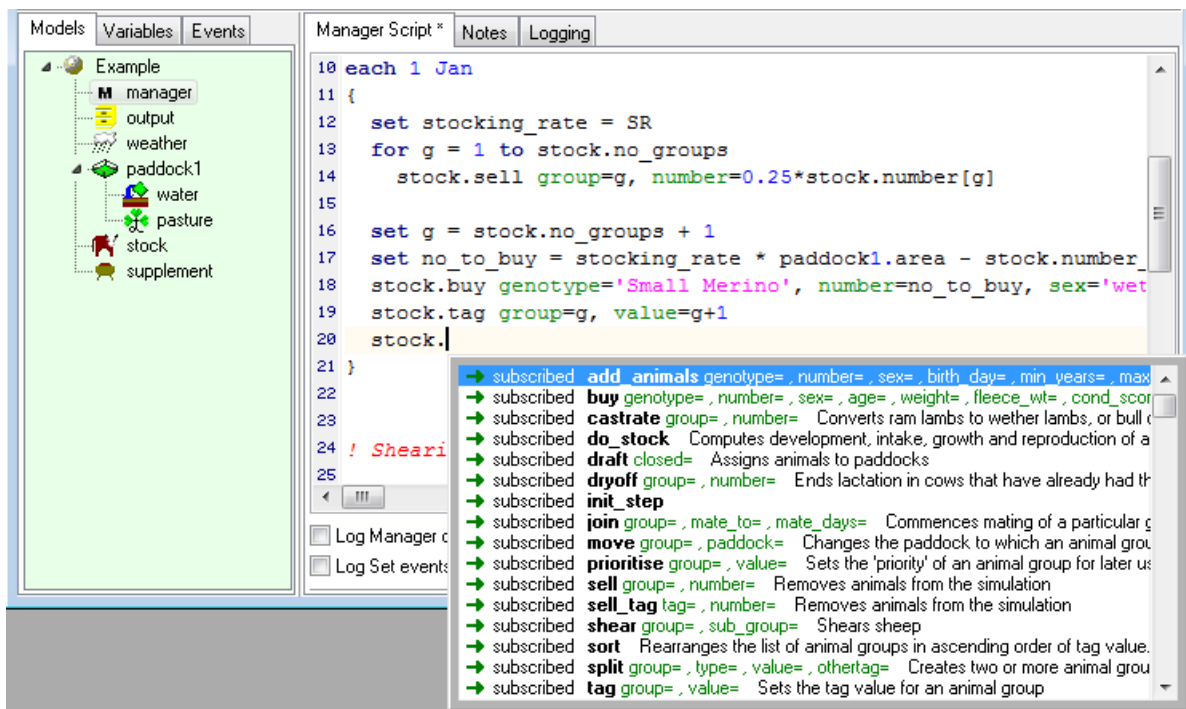 Models Variables Events
Example
manager
output
weather
paddock1
water
pasture
stock
supplement
Manager Script * Notes Logging
10 each 1 Jan
11 {
12 set stocking_rate = SR
13 for g = 1 to stock.no_groups
14 stock.sell group=g, number=0.25*stock.number[g]
15
16 set g = stock.no_groups + 1
17 set no_to_buy = stocking_rate * paddock1.area - stock.number_
18 stock.buy genotype='Small Merino', number=no_to_buy, sex='wet
19 stock.tag group=g, value=g+1
20 stock.
21 }
22
23
24 ! Sheari
25
Log Manager
Log Set events
subscribed add_animals genotype= , number= , sex= , birth_day= , min_years= , max
subscribed buy genotype= , number= , sex= , age= , weight= , fleece_wt= , cond_scor
subscribed castrate group= , number= Converts ram lambs to wether lambs, or bull
subscribed do_stock Computes development, intake, growth and reproduction of a
subscribed draft closed= Assigns animals to paddocks
subscribed dryoff group= , number= Ends lactation in cows that have already had th
subscribed init_step
subscribed join group= , mate_to= , mate_days= Commences mating of a particular g
subscribed move group= , paddock= Changes the paddock to which an animal grou
subscribed prioritise group= , value= Sets the 'priority' of an animal group for later us
subscribed sell group= , number= Removes animals from the simulation
subscribed sell_tag tag= , number= Removes animals from the simulation
subscribed shear group= , sub_group= Shears sheep
subscribed sort Rearranges the list of animal groups in ascending order of tag value.
subscribed split group= , type= , value= , othertag= Creates two or more animal grou
subscribed tag group= , value= Sets the tag value for an animal group